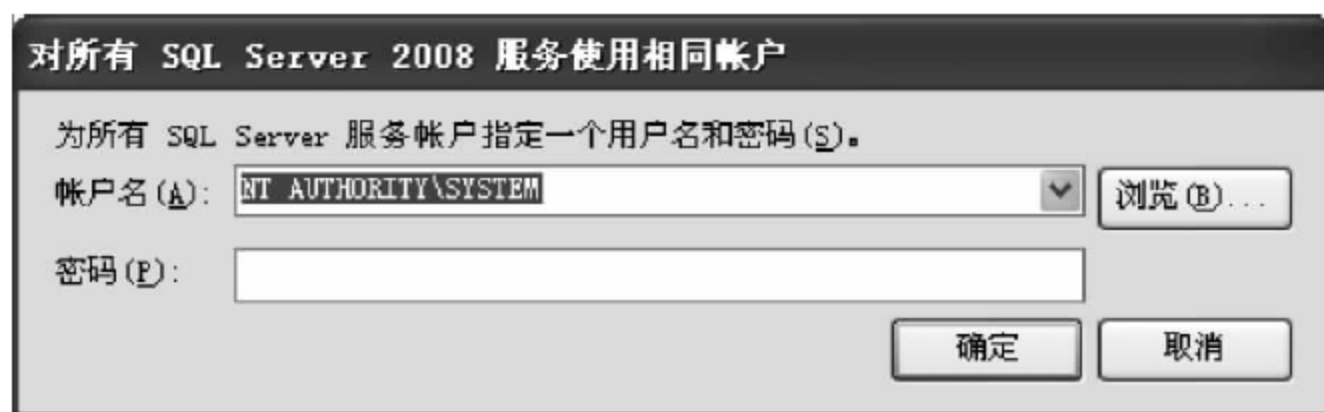 对所有 SQL Server 2008 服务使用相同帐户
为所有 SQL Server 服务帐户指定一个用户名和密码(S)。
帐户名(A): NT AUTHORITY\SYSTEM 浏览(B)...
密码(P):
确定 取消